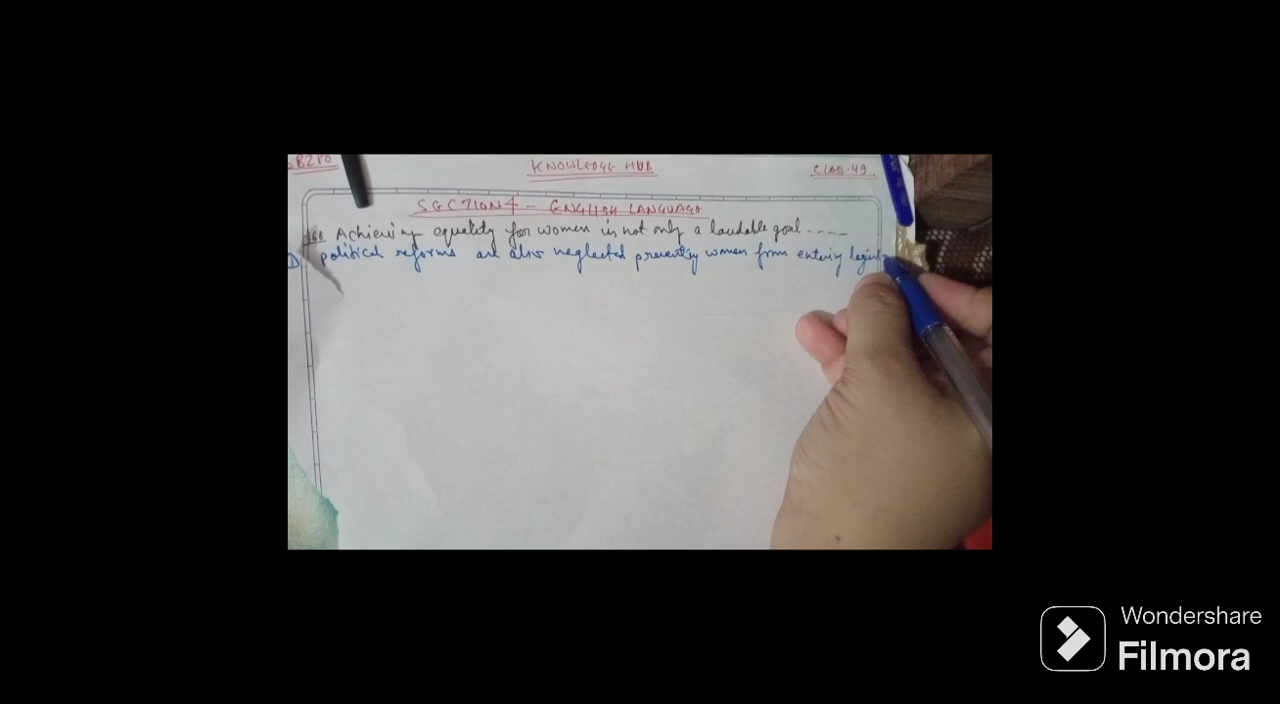 KNOWLEDGE HUB
CLASS-49
SECTION 4 - ENGLISH LANGUAGE
Achieving equality for women is not only a laudable goal ----
political reforms are also neglected preventing women from entering
Wondershare
Filmora